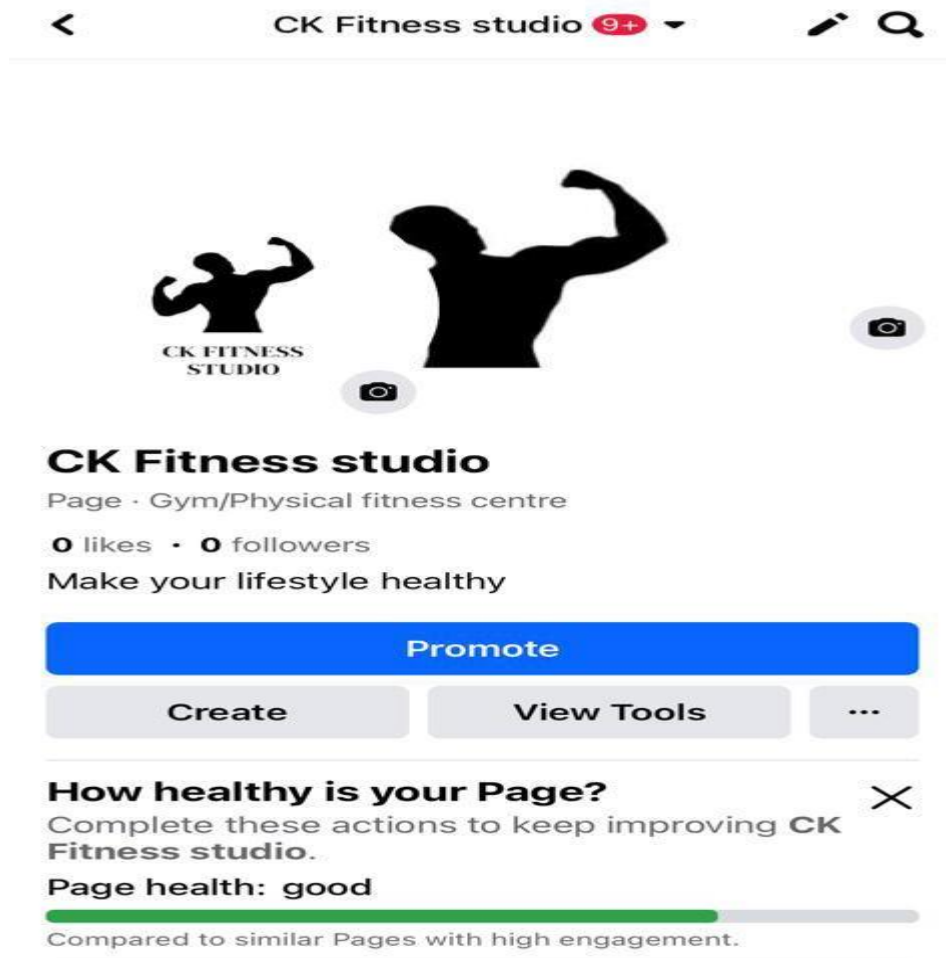 CK Fitness studio 9+
CK FITNESS
STUDIO
CK Fitness studio
Page · Gym/Physical fitness centre
0 likes · 0 followers
Make your lifestyle healthy
Promote
Create View Tools ...
How healthy is your Page?
Complete these actions to keep improving CK
Fitness studio.
Page health: good
Compared to similar Pages with high engagement.